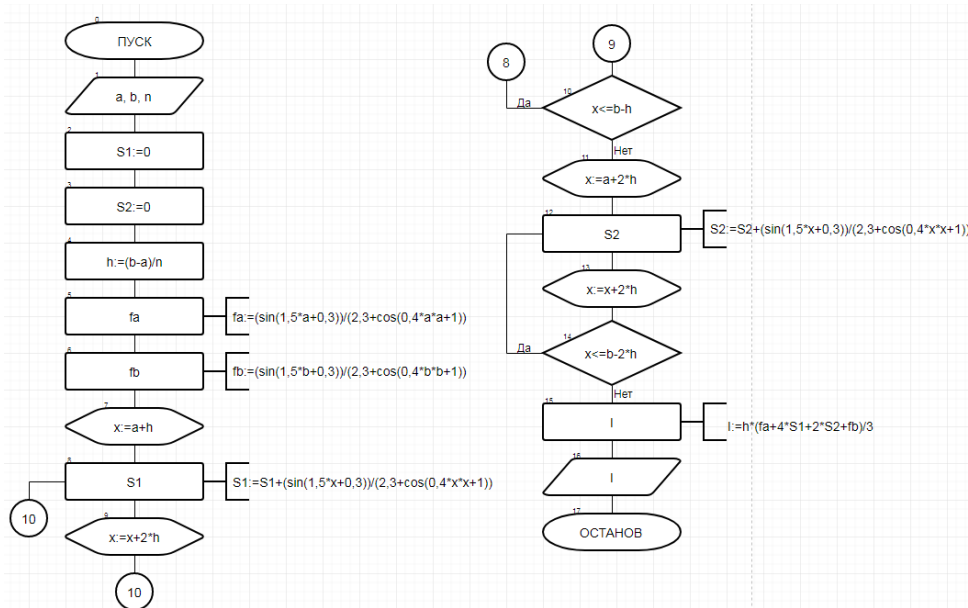 0
ПУСК
1
a, b, n
2
S1:=0
3
S2:=0
4
h:=(b-a)/n
5
fa
fa:=(sin(1,5*a+0,3))/(2,3+cos(0,4*a*a+1))
6
fb
fb:=(sin(1,5*b+0,3))/(2,3+cos(0,4*b*b+1))
7
x:=a+h
8
S1
S1:=S1+(sin(1,5*x+0,3))/(2,3+cos(0,4*x*x+1))
10
9
x:=x+2*h
10
9
8
10
Да
x<=b-h
Нет
11
x:=a+2*h
12
S2
S2:=S2+(sin(1,5*x+0,3))/(2,3+cos(0,4*x*x+1))
13
x:=x+2*h
14
Да
x<=b-2*h
Нет
15
I
I:=h*(fa+4*S1+2*S2+fb)/3
16
I
17
ОСТАНОВ